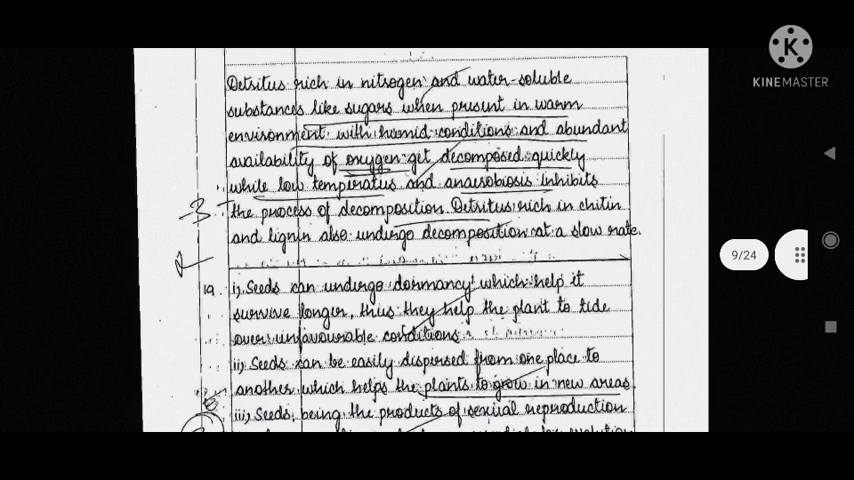 KINEMASTER
Detritus rich in nitrogen and water-soluble
substances like sugars when present in warm
environment with humid conditions and abundant
availability of oxygen get decomposed quickly
while low temperatus and anaesobiosis inhibits
the process of decomposition. Detritus rich in chitin
and lignin also undergo decomposition at a slow rate.
3
9/24
19. i) Seeds can undergo dormancy which help it
survive longer, thus they help the plant to tide
over unfavourable conditions
ii) Seeds can be easily dispersed from one place to
another which helps the plants to grow in new areas
iii) Seeds being the products of sexual reproduction